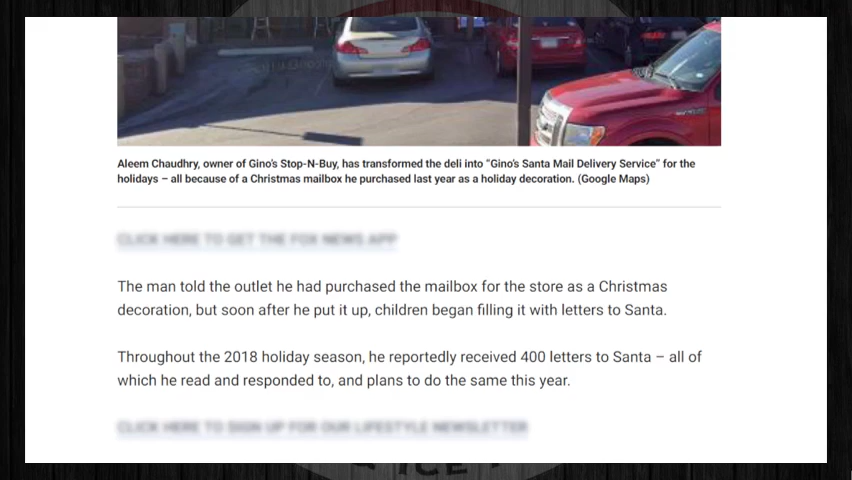 Aleem Chaudhry, owner of Gino's Stop-N-Buy, has transformed the deli into "Gino's Santa Mail Delivery Service" for the
holidays – all because of a Christmas mailbox he purchased last year as a holiday decoration. (Google Maps)
CLICK HERE TO GET THE FOX NEWS APP
The man told the outlet he had purchased the mailbox for the store as a Christmas
decoration, but soon after he put it up, children began filling it with letters to Santa.
Throughout the 2018 holiday season, he reportedly received 400 letters to Santa – all of
which he read and responded to, and plans to do the same this year.
CLICK HERE TO SIGN UP FOR OUR LIFESTYLE NEWSLETTER